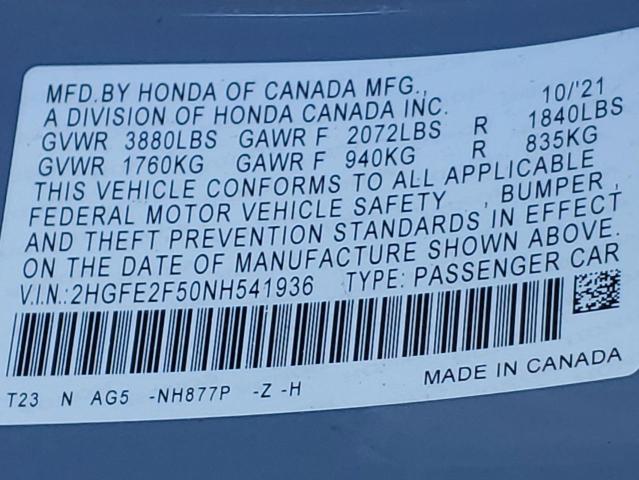 MFD.BY HONDA OF CANADA MFG., 10/'21
A DIVISION OF HONDA CANADA INC.
GVWR 3880LBS GAWR F 2072LBS R 1840LBS
GVWR 1760KG GAWR F 940KG R 835KG
THIS VEHICLE CONFORMS TO ALL APPLICABLE
FEDERAL MOTOR VEHICLE SAFETY , BUMPER ,
AND THEFT PREVENTION STANDARDS IN EFFECT
ON THE DATE OF MANUFACTURE SHOWN ABOVE.
V.I.N.:2HGFE2F50NH541936 TYPE: PASSENGER CAR
T23 N AG5 -NH877P -Z -H MADE IN CANADA